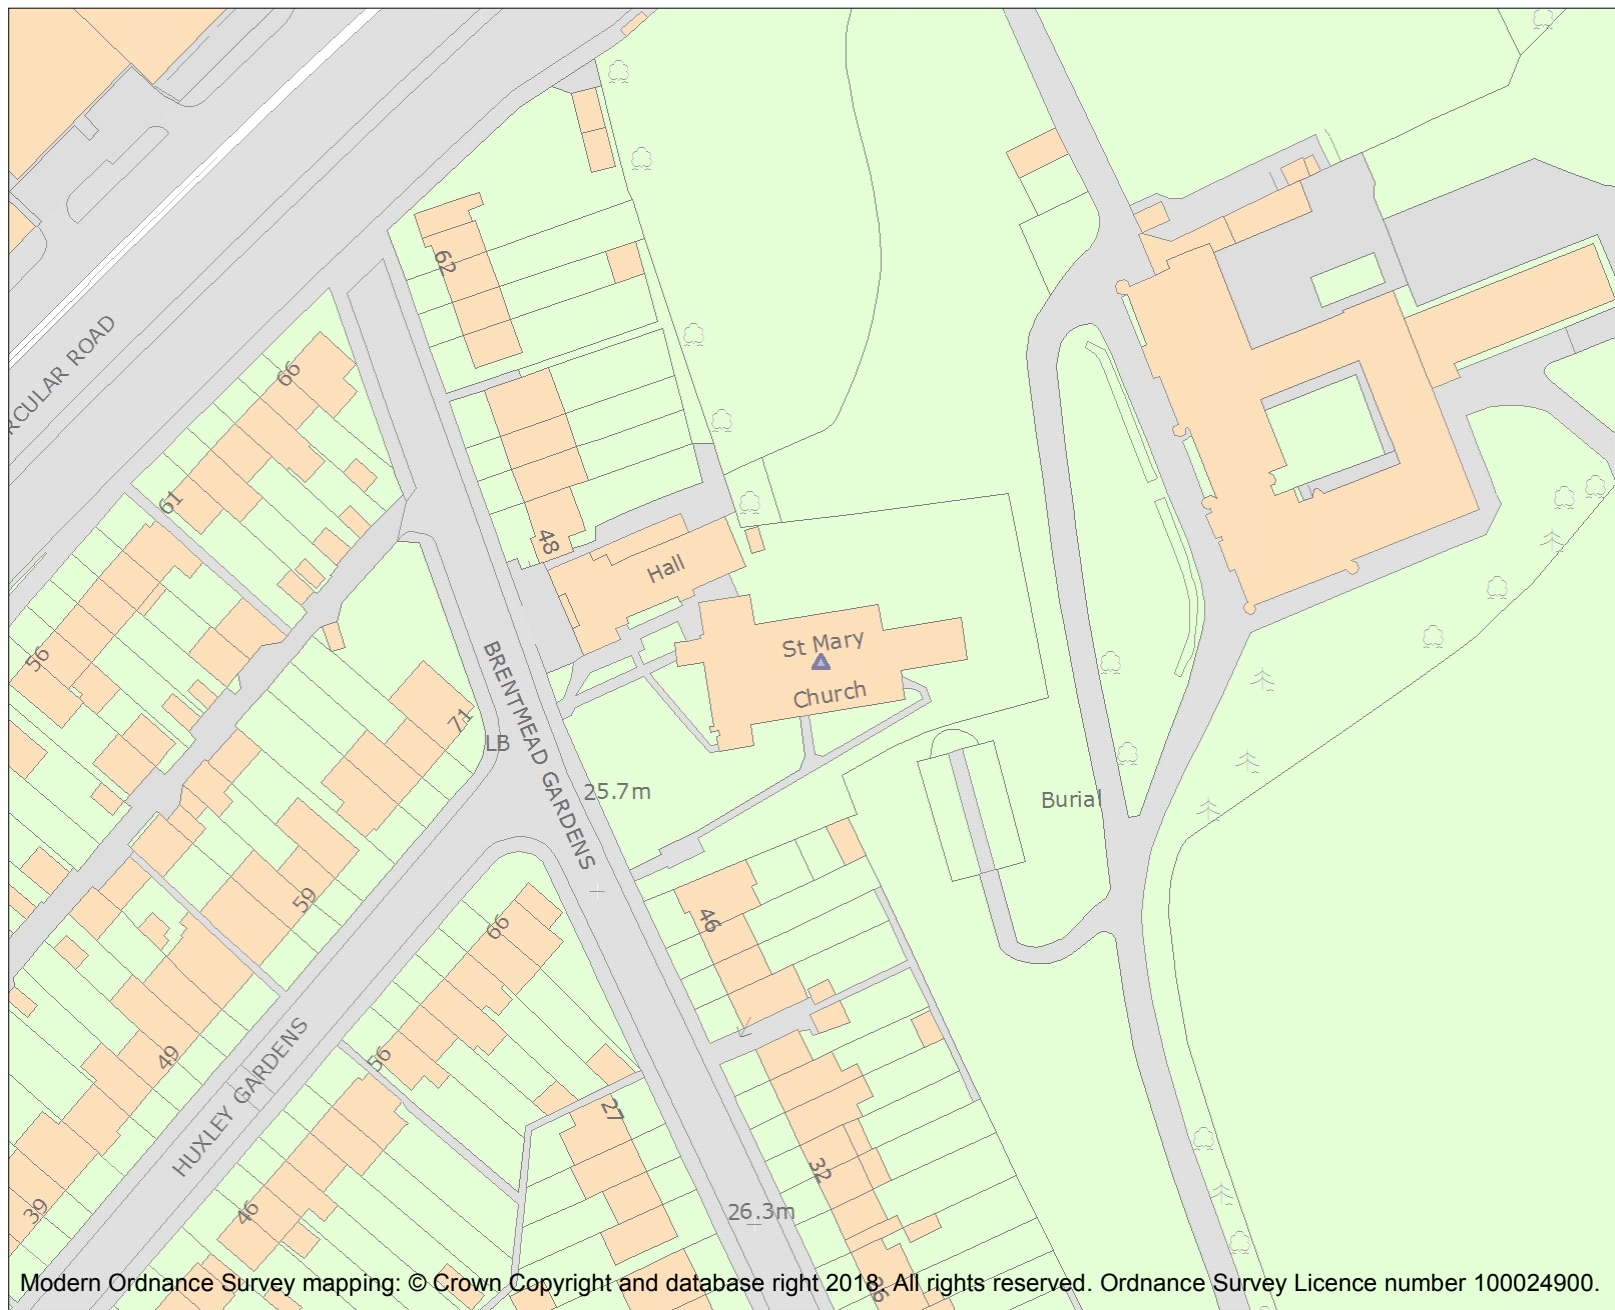 62
RCULAR ROAD
66
61
48
Hall
56
St Mary
Church
BRENTMEAD GARDENS
71
LB
25.7m
Burial
59
66
46
49
56
HUXLEY GARDENS
27
32
39
46
26.3m
Modern Ordnance Survey mapping: © Crown Copyright and database right 2018. All rights reserved. Ordnance Survey Licence number 100024900.